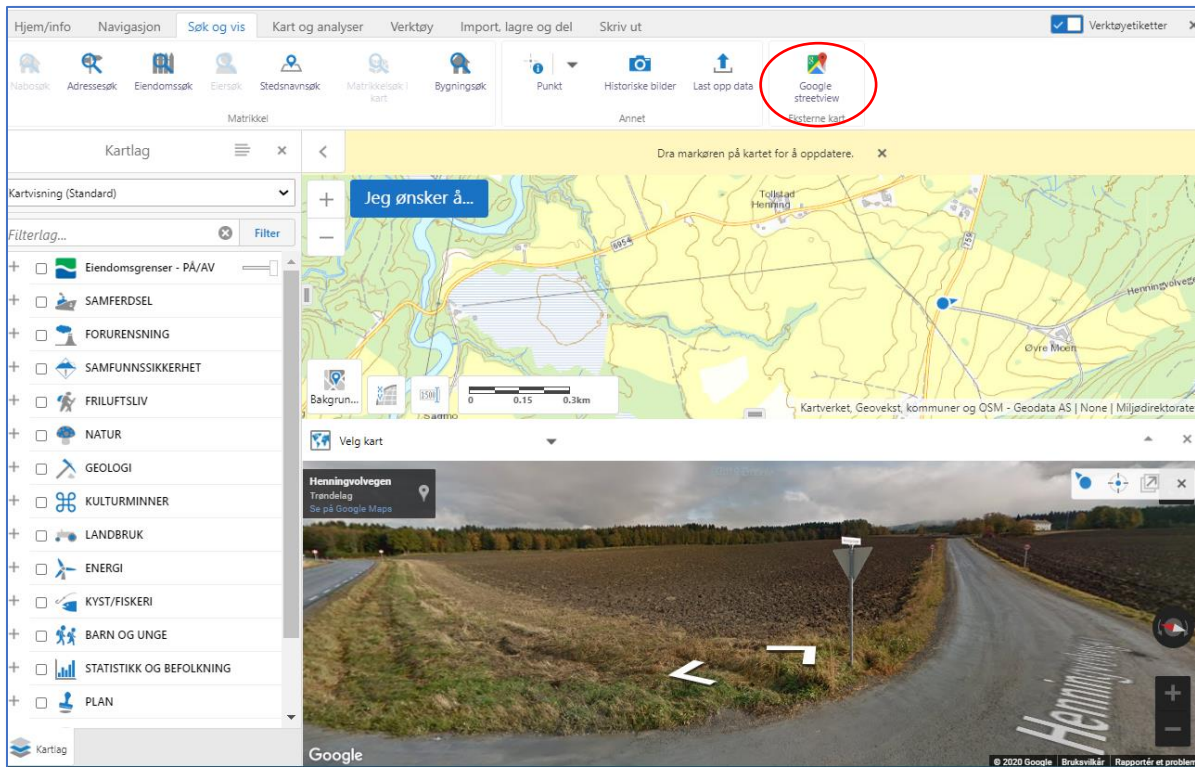 Hjem/info Navigasjon Søk og vis Kart og analyser Verktøy Import, lagre og del Skriv ut Verktøyetiketter
Adressesøk Eiendomssøk Eiersøk Stedsnavnsøk Matrikkelsøk i kart Bygningsøk Punkt Historiske bilder Last opp data Google streetview
Matrikkel Annet Eksterne kart
Kartlag
Dra markøren på kartet for å oppdatere.
Kartvisning (Standard)
Jeg ønsker å...
Filterlag...
Filter
Tollstad
Henning
6954
759
Henningvolvegen
Øvre Moen
Eiendomsgrenser - PÅ/AV
SAMFERDSEL
FORURENSNING
SAMFUNNSSIKKERHET
FRILUFTSLIV
NATUR
GEOLOGI
KULTURMINNER
LANDBRUK
ENERGI
KYST/FISKERI
BARN OG UNGE
STATISTIKK OG BEFOLKNING
PLAN
Kartlag
Bakgrun...
0 0.15 0.3km
Kartverket, Geovekst, kommuner og OSM - Geodata AS | None | Miljødirektorate
Velg kart
Henningvolvegen
Trøndelag
Se på Google Maps
Henningvolvegen
Google
© 2020 Google Bruksvilkår Rapportér et problem